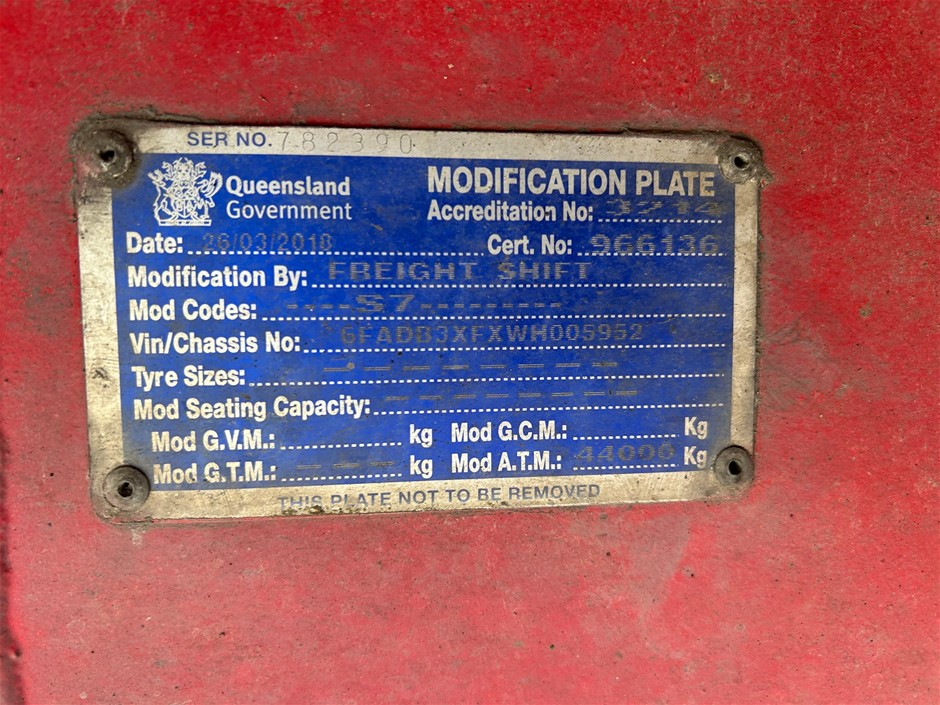 SER NO. 782390
Queensland Government
MODIFICATION PLATE
Accreditation No: 3214
Date: 26/03/2018
Cert. No: 966136
Modification By: FREIGHT SHIFT
Mod Codes: ----S7---------
Vin/Chassis No: 6FADB3XFXWH005952
Tyre Sizes: --------
Mod Seating Capacity: --------
Mod G.V.M.: kg
Mod G.C.M.: Kg
Mod G.T.M.: ---- kg
Mod A.T.M.: 44000 Kg
THIS PLATE NOT TO BE REMOVED